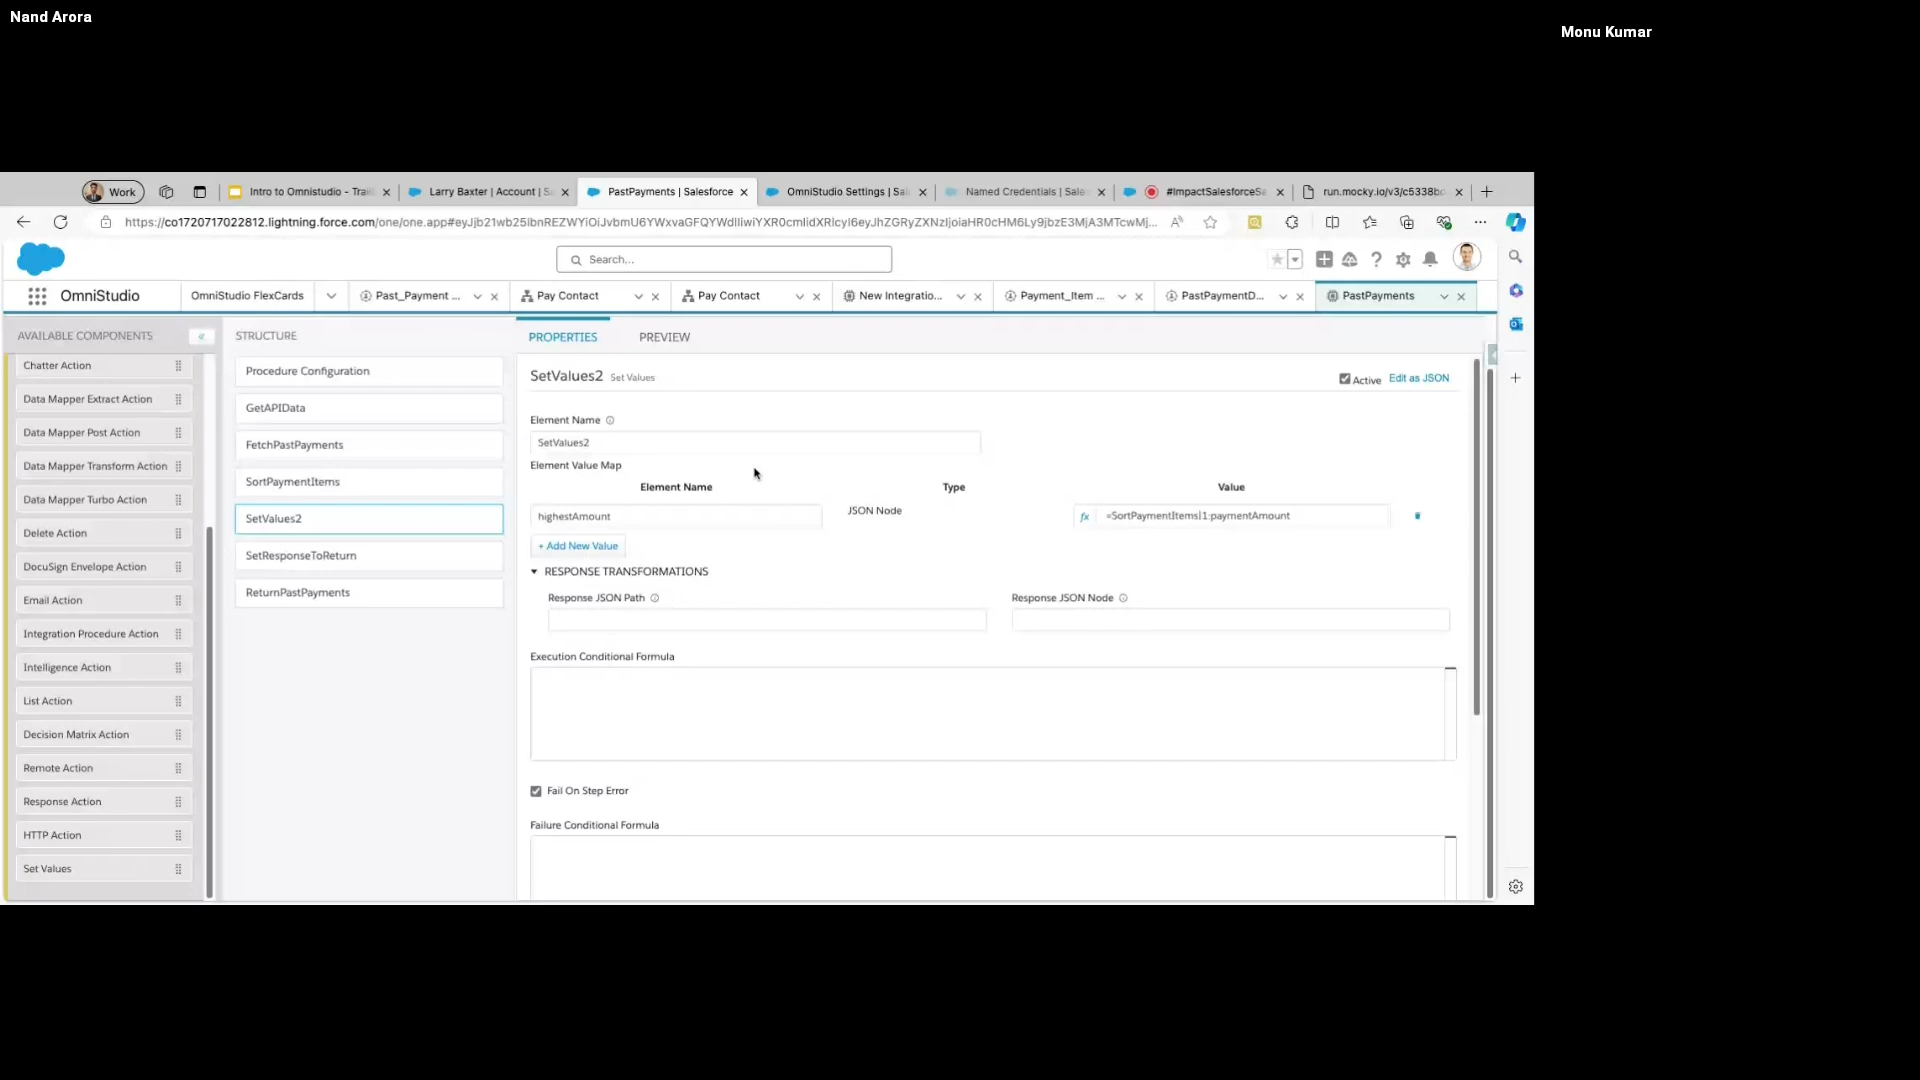 Nand Arora
Monu Kumar
Work
Intro to Omnistudio - Trai
Larry Baxter | Account | S
PastPayments | Salesforce
OmniStudio Settings | Sal
Named Credentials | Sale
#ImpactSalesforceSa
run.mocky.io/v3/c5338bd
Search...
OmniStudio
OmniStudio FlexCards
Past_Payment ...
Pay Contact
Pay Contact
New Integratio...
Payment_Item ...
PastPaymentD...
PastPayments
AVAILABLE COMPONENTS
Chatter Action
Data Mapper Extract Action
Data Mapper Post Action
Data Mapper Transform Action
Data Mapper Turbo Action
Delete Action
DocuSign Envelope Action
Email Action
Integration Procedure Action
Intelligence Action
List Action
Decision Matrix Action
Remote Action
Response Action
HTTP Action
Set Values
STRUCTURE
Procedure Configuration
GetAPIData
FetchPastPayments
SortPaymentItems
SetValues2
SetResponseToReturn
ReturnPastPayments
PROPERTIES PREVIEW
SetValues2 Set Values
Active Edit as JSON
Element Name
SetValues2
Element Value Map
Element Name Type Value
highestAmount JSON Node fx =SortPaymentItems|1:paymentAmount
+ Add New Value
RESPONSE TRANSFORMATIONS
Response JSON Path Response JSON Node
Execution Conditional Formula
Fail On Step Error
Failure Conditional Formula